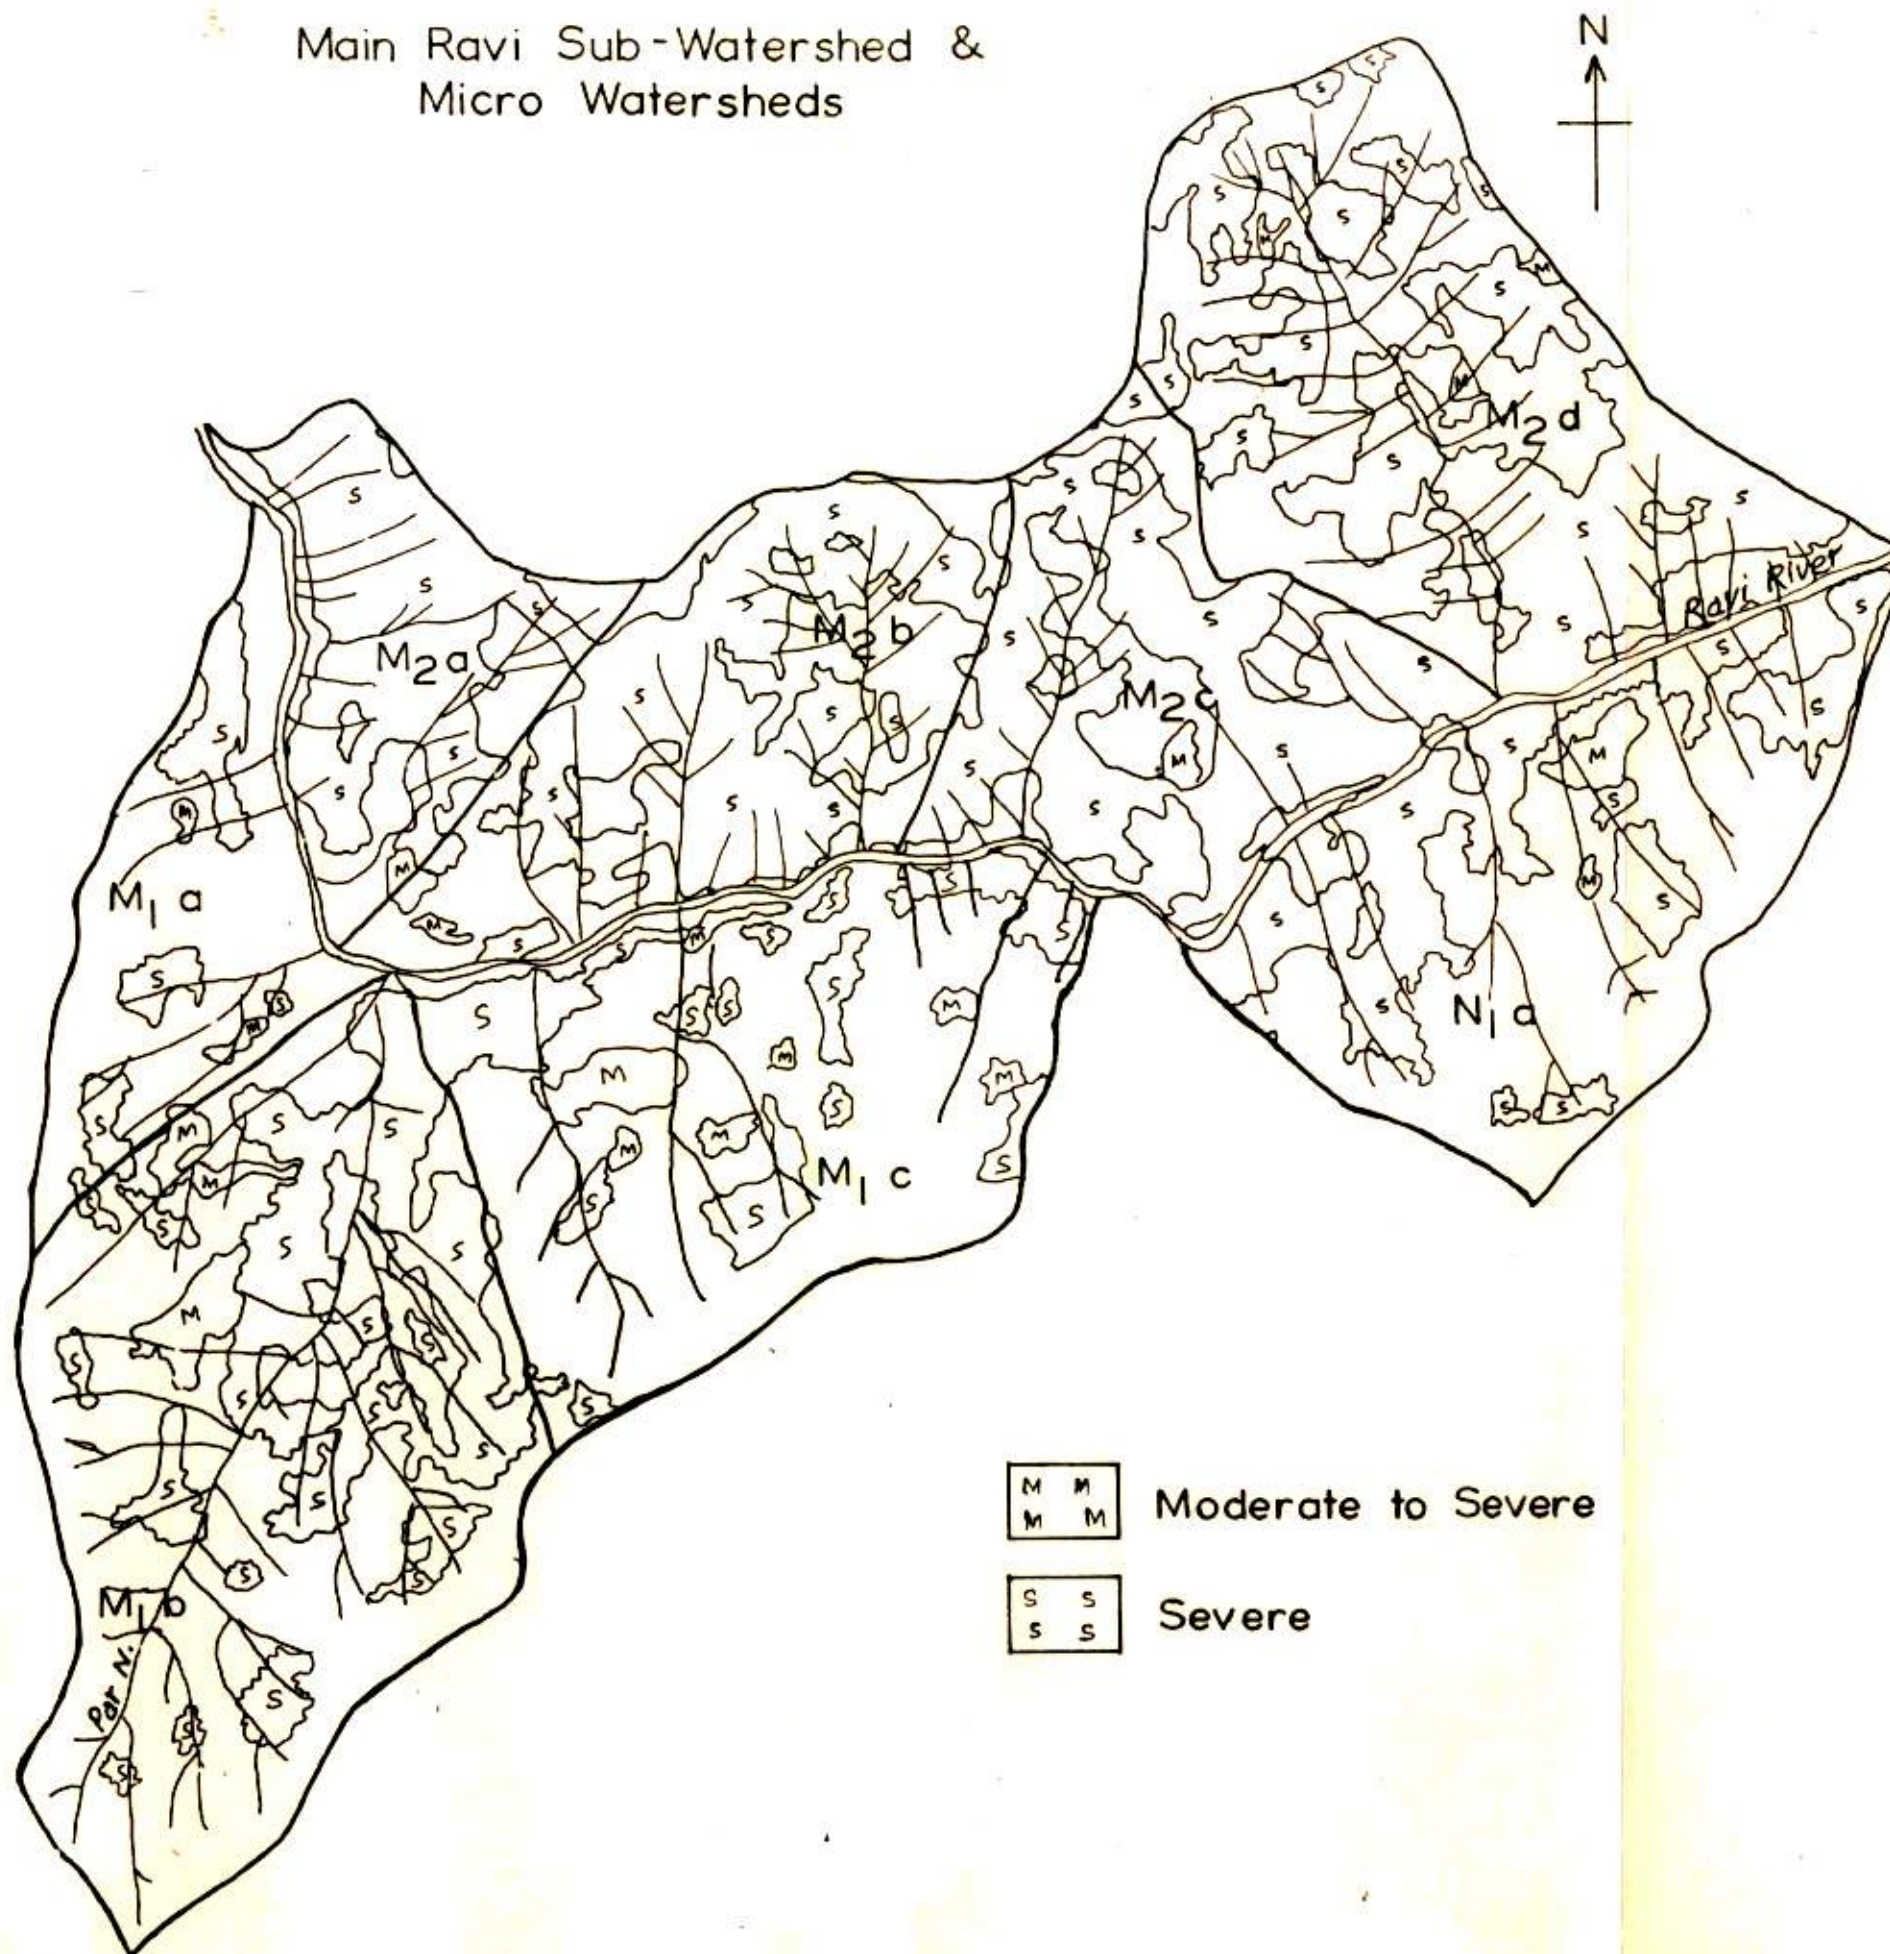 Main Ravi Sub-Watershed &
Micro Watersheds
N
M2d
Ravi River
M2a
M2b
M2c
M1a
N1a
M1c
M1b
Par N.
M M
M M
Moderate to Severe
S S
S S
Severe